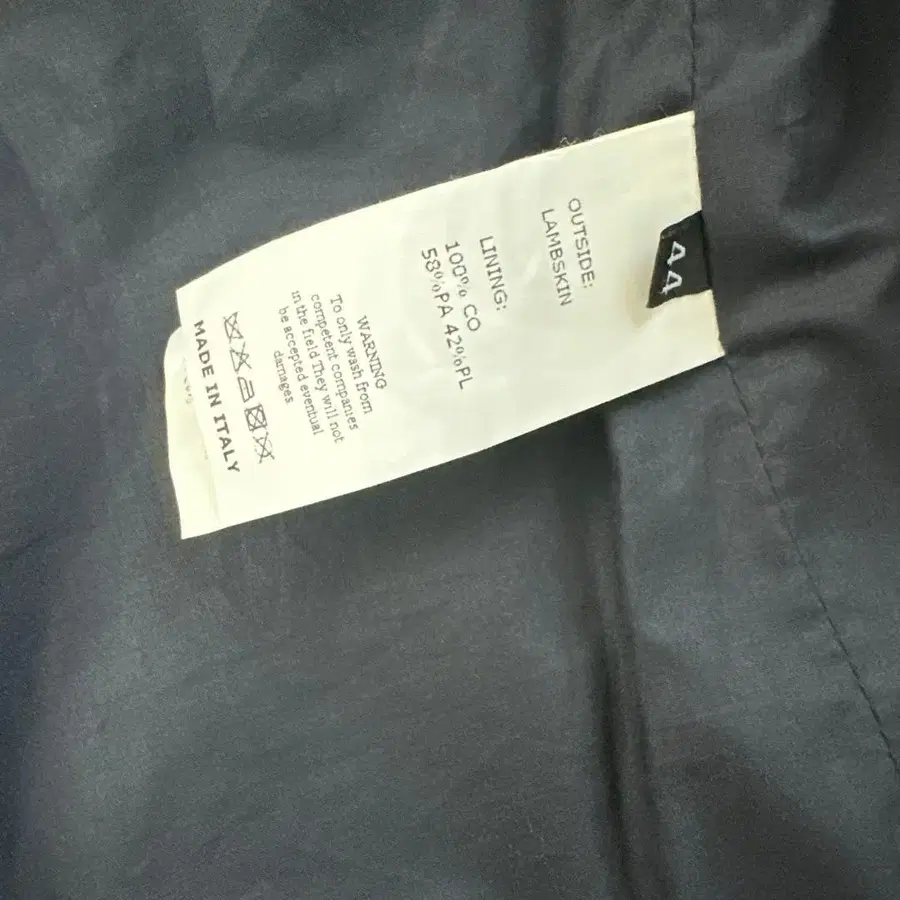 44
OUTSIDE:
LAMBSKIN
LINING:
100% CO
58%PA 42%PL
WARNING
To only wash from
competent companies
in the field They will not
be accepted eventual
damages
MADE IN ITALY